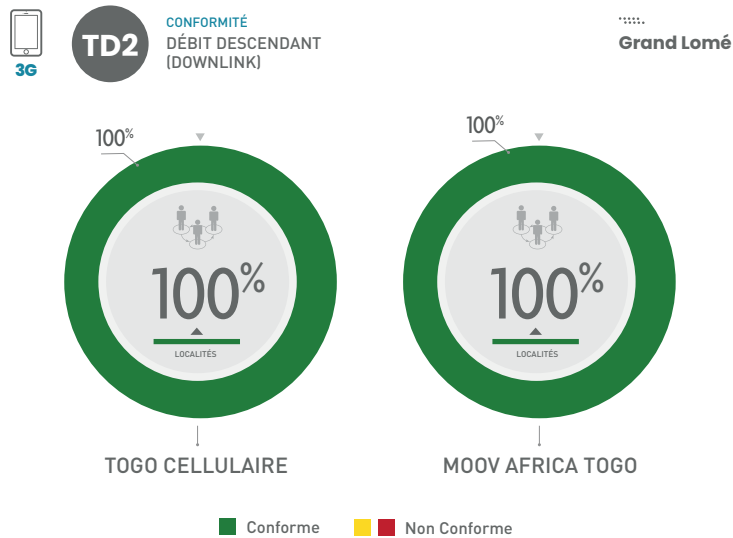 3G
TD2
CONFORMITÉ
DÉBIT DESCENDANT
(DOWNLINK)
Grand Lomé
100%
100%
LOCALITÉS
TOGO CELLULAIRE
100%
100%
LOCALITÉS
MOOV AFRICA TOGO
Conforme
Non Conforme